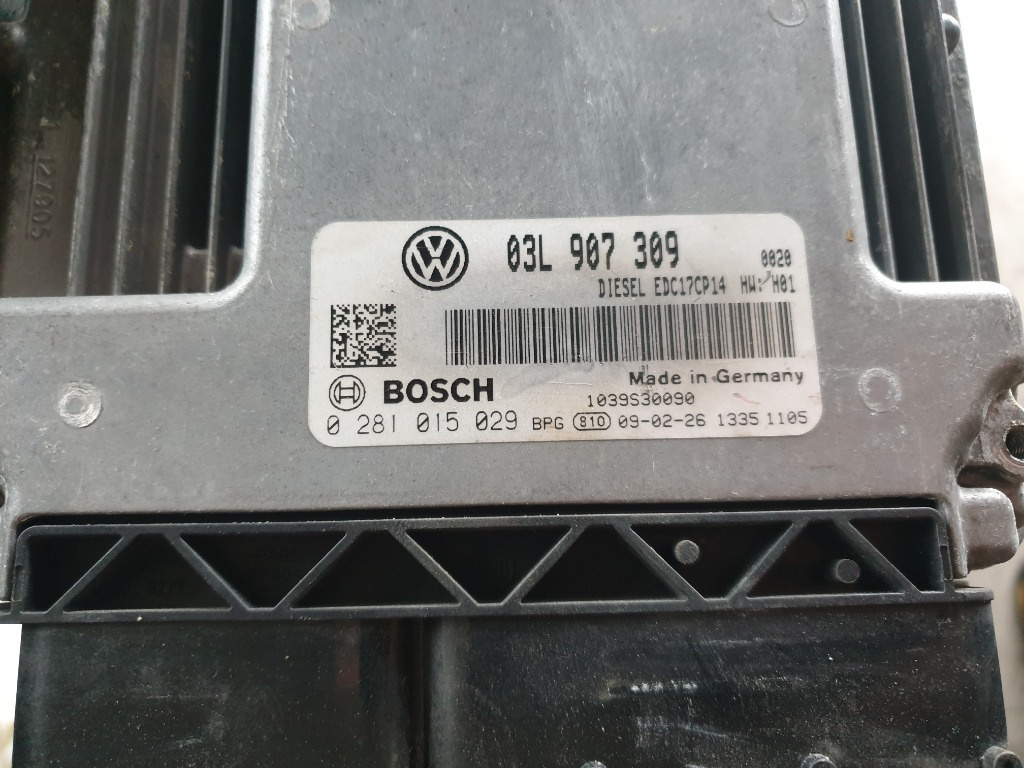 03L 907 309 0020
DIESEL EDC17CP14 HW: H01
BOSCH Made in Germany
1039S30090
0 281 015 029 BPG 810 09-02-26 1335 1105